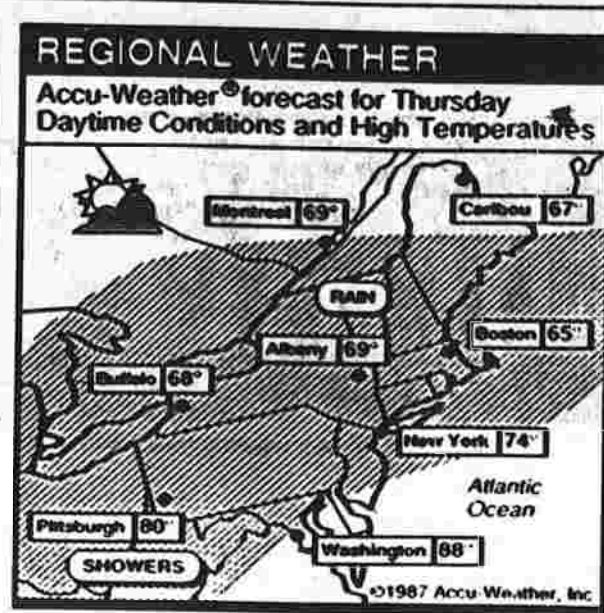 REGIONAL WEATHER
Accu-Weather® forecast for Thursday
Daytime Conditions and High Temperatures
Montreal 69°
Caribou 67°
RAIN
Boston 65°
Albany 69°
Buffalo 68°
New York 74°
Atlantic
Ocean
Pittsburgh 80°
Washington 88°
SHOWERS
©1987 Accu-Weather, Inc